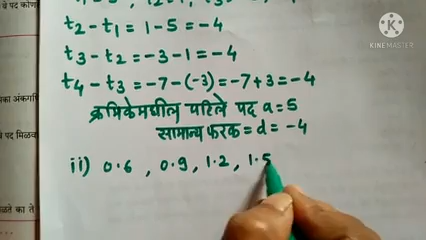 t₂ – t₁ = 1 – 5 = –4
t₃ – t₂ = –3 – 1 = –4
t₄ – t₃ = –7 – (–3) = –7 + 3 = –4
क्रमिकेमधील पहिले पद a = 5
सामान्य फरक = d = –4
ii) 0.6 , 0.9 , 1.2 , 1.5
KINEMASTER